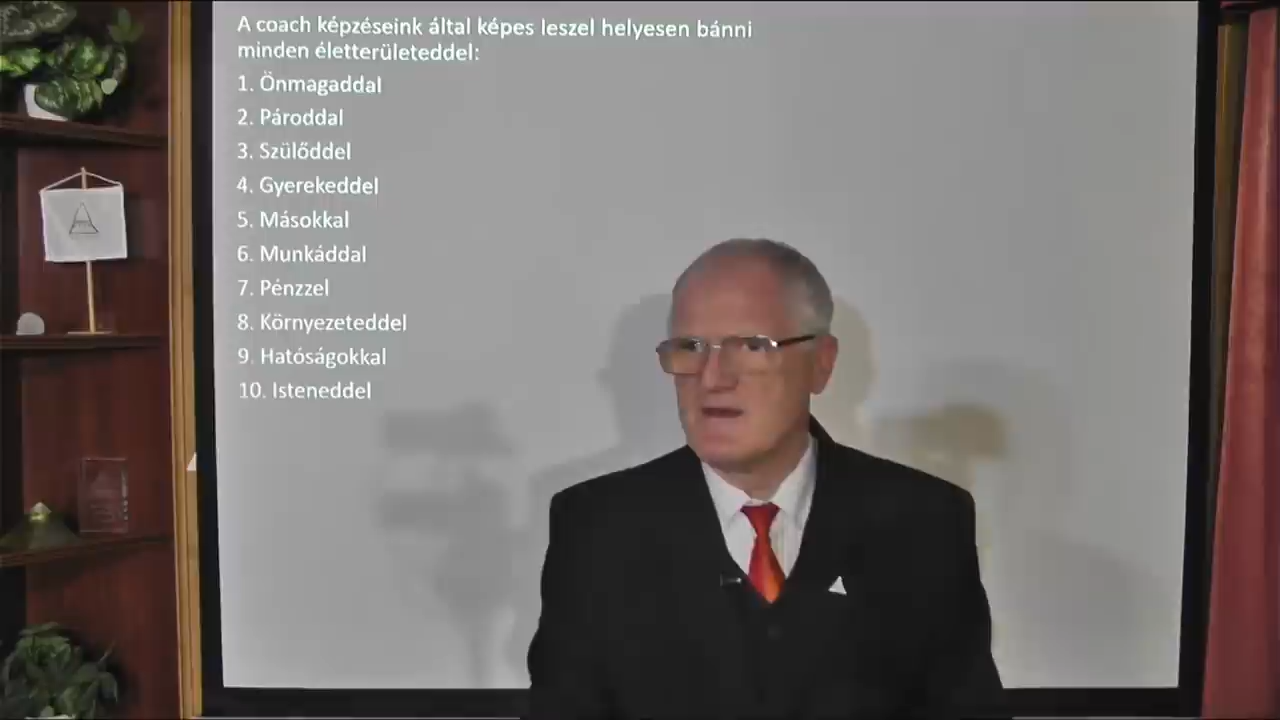 A coach képzéseink által képes leszel helyesen bánni
minden életterületeddel:
1. Önmagaddal
2. Pároddal
3. Szülőddel
4. Gyerekeddel
5. Másokkal
6. Munkáddal
7. Pénzzel
8. Környezeteddel
9. Hatóságokkal
10. Isteneddel